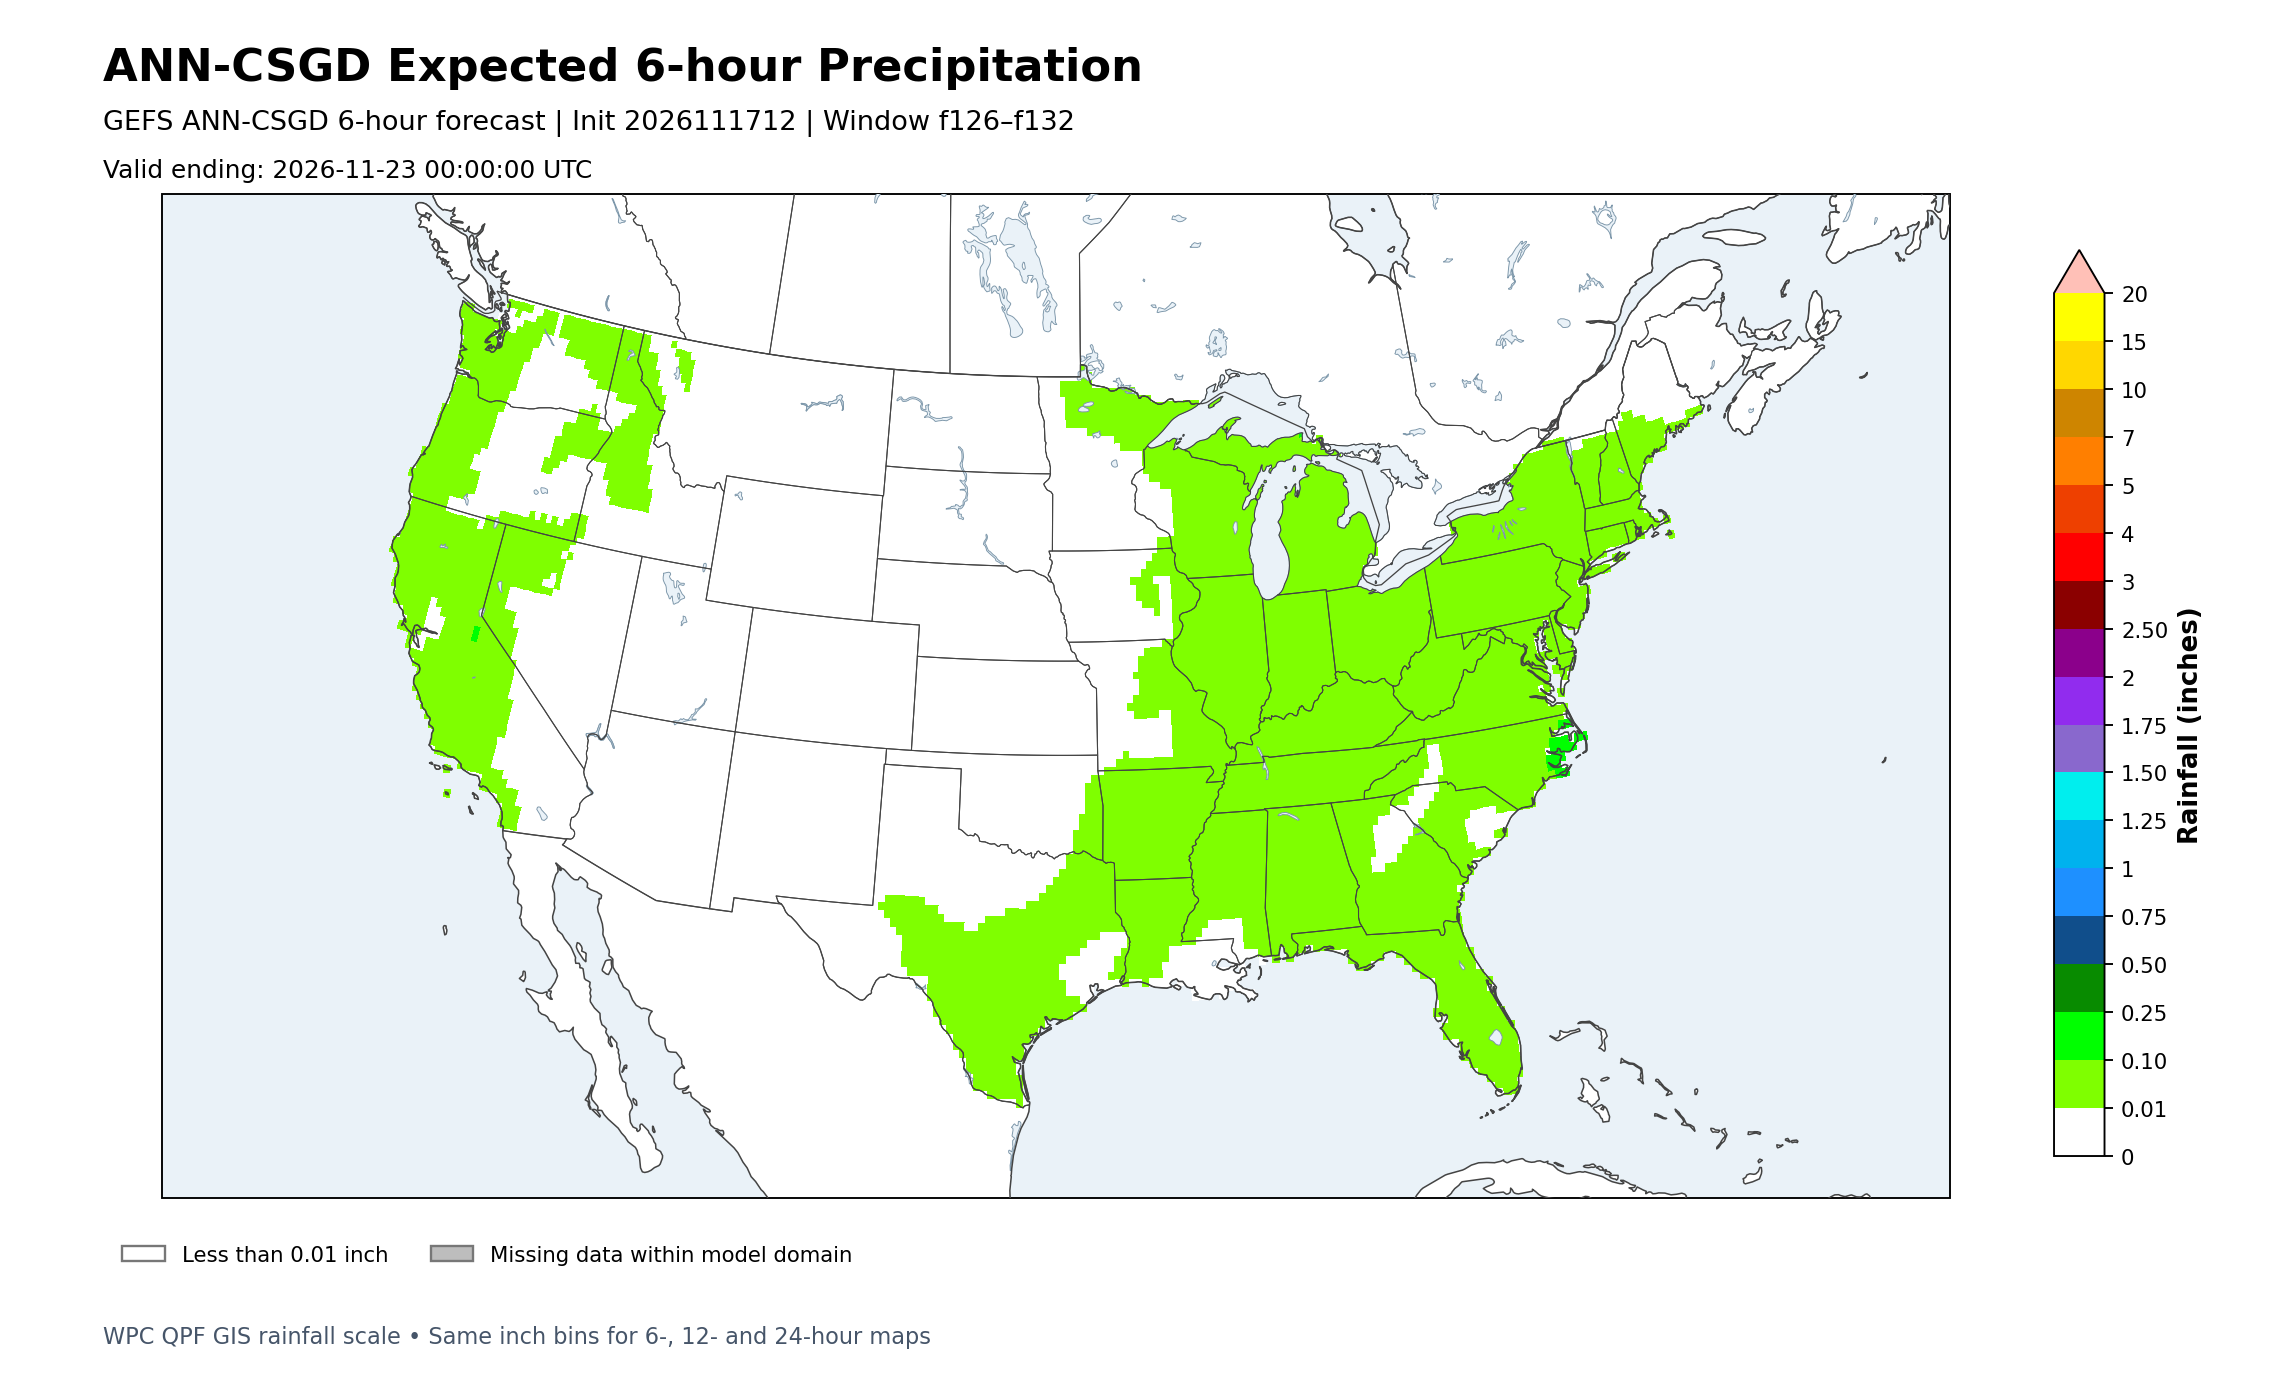 ANN-CSGD Expected 6-hour Precipitation
GEFS ANN-CSGD 6-hour forecast | Init 2026111712 | Window f126–f132
Valid ending: 2026-11-23 00:00:00 UTC
20
15
10
7
5
4
3
2.50
2
1.75
1.50
1.25
1
0.75
0.50
0.25
0.10
0.01
0
Rainfall (inches)
Less than 0.01 inch
Missing data within model domain
WPC QPF GIS rainfall scale • Same inch bins for 6-, 12- and 24-hour maps